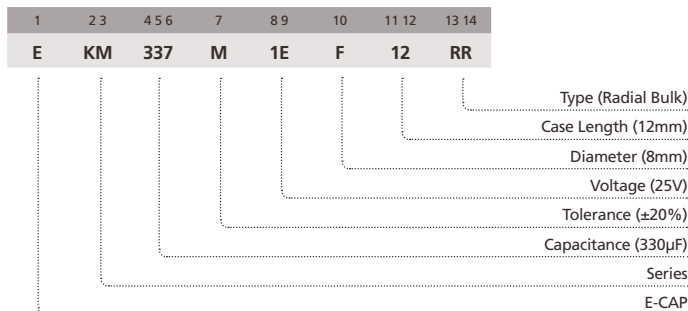 1 2 3 4 5 6 7 8 9 10 11 12 13 14
E KM 337 M 1E F 12 RR
Type (Radial Bulk)
Case Length (12mm)
Diameter (8mm)
Voltage (25V)
Tolerance (±20%)
Capacitance (330µF)
Series
E-CAP